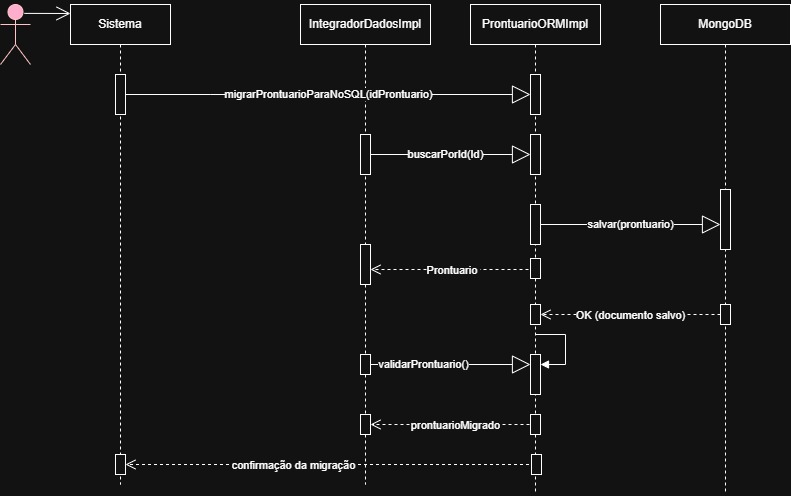 Sistema
IntegradorDadosImpl
ProntuarioORMImpl
MongoDB
migrarProntuarioParaNoSQL(idProntuario)
buscarPorId(Id)
salvar(prontuario)
Prontuario
OK (documento salvo)
validarProntuario()
prontuarioMigrado
confirmação da migração